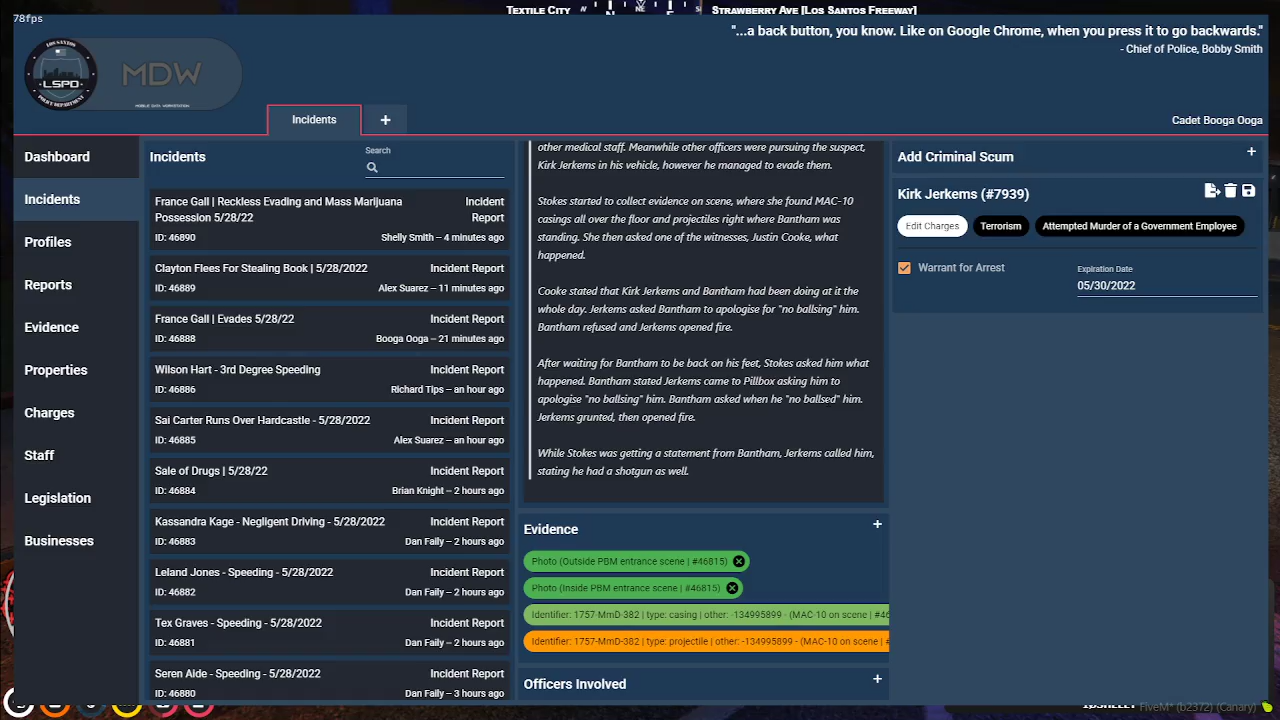 78fps
TEXTILE CITY
STRAWBERRY AVE [LOS SANTOS FREEWAY]
"...a back button, you know. Like on Google Chrome, when you press it to go backwards."
- Chief of Police, Bobby Smith
LOS SANTOS
LSPD
POLICE DEPARTMENT
MDW
MOBILE DATA WORKSTATION
Incidents
+
Cadet Booga Ooga
Dashboard
Incidents
Profiles
Reports
Evidence
Properties
Charges
Staff
Legislation
Businesses
Incidents
Search
France Gall | Reckless Evading and Mass Marijuana Possession 5/28/22
Incident Report
ID: 46890
Shelly Smith – 4 minutes ago
Clayton Flees For Stealing Book | 5/28/2022
Incident Report
ID: 46889
Alex Suarez – 11 minutes ago
France Gall | Evades 5/28/22
Incident Report
ID: 46888
Booga Ooga – 21 minutes ago
Wilson Hart - 3rd Degree Speeding
Incident Report
ID: 46886
Richard Tips – an hour ago
Sai Carter Runs Over Hardcastle - 5/28/2022
Incident Report
ID: 46885
Alex Suarez – an hour ago
Sale of Drugs | 5/28/22
Incident Report
ID: 46884
Brian Knight – 2 hours ago
Kassandra Kage - Negligent Driving - 5/28/2022
Incident Report
ID: 46883
Dan Faily – 2 hours ago
Leland Jones - Speeding - 5/28/2022
Incident Report
ID: 46882
Dan Faily – 2 hours ago
Tex Graves - Speeding - 5/28/2022
Incident Report
ID: 46881
Dan Faily – 2 hours ago
Seren Aide - Speeding - 5/28/2022
Incident Report
ID: 46880
Dan Faily – 3 hours ago
other medical staff. Meanwhile other officers were pursuing the suspect,
Kirk Jerkems in his vehicle, however he managed to evade them.
Stokes started to collect evidence on scene, where she found MAC-10
casings all over the floor and projectiles right where Bantham was
standing. She then asked one of the witnesses, Justin Cooke, what
happened.
Cooke stated that Kirk Jerkems and Bantham had been doing at it the
whole day. Jerkems asked Bantham to apologise for "no ballsing" him.
Bantham refused and Jerkems opened fire.
After waiting for Bantham to be back on his feet, Stokes asked him what
happened. Bantham stated Jerkems came to Pillbox asking him to
apologise "no ballsing" him. Bantham asked when he "no ballsed" him.
Jerkems grunted, then opened fire.
While Stokes was getting a statement from Bantham, Jerkems called him,
stating he had a shotgun as well.
Evidence
+
Photo (Outside PBM entrance scene | #46815)
Photo (Inside PBM entrance scene | #46815)
Identifier: 1757-MmD-382 | type: casing | other: -134995899 - (MAC-10 on scene | #46
Identifier: 1757-MmD-382 | type: projectile | other: -134995899 - (MAC-10 on scene | #
Officers Involved
+
Add Criminal Scum
+
Kirk Jerkems (#7939)
Edit Charges
Terrorism
Attempted Murder of a Government Employee
Warrant for Arrest
Expiration Date
05/30/2022
FiveM* (b2372) (Canary)